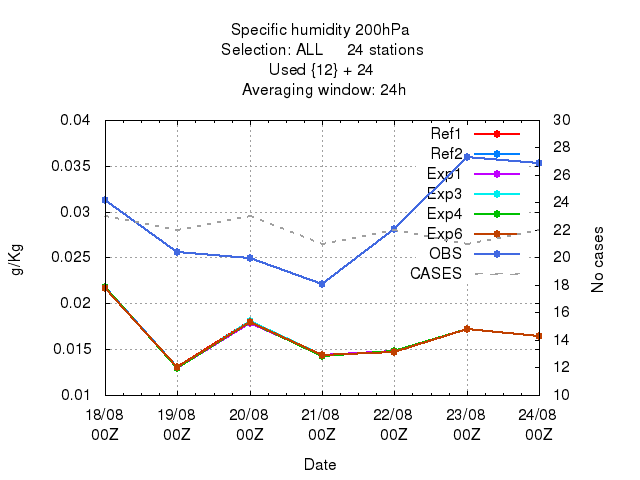 Specific humidity 200hPa
Selection: ALL 24 stations
Used {12} + 24
Averaging window: 24h
0.04
0.035
0.03
0.025
0.02
0.015
0.01
g/Kg
30
28
26
24
22
20
18
16
14
12
10
No cases
Ref1
Ref2
Exp1
Exp3
Exp4
Exp6
OBS
CASES
18/08 19/08 20/08 21/08 22/08 23/08 24/08
00Z 00Z 00Z 00Z 00Z 00Z 00Z
Date